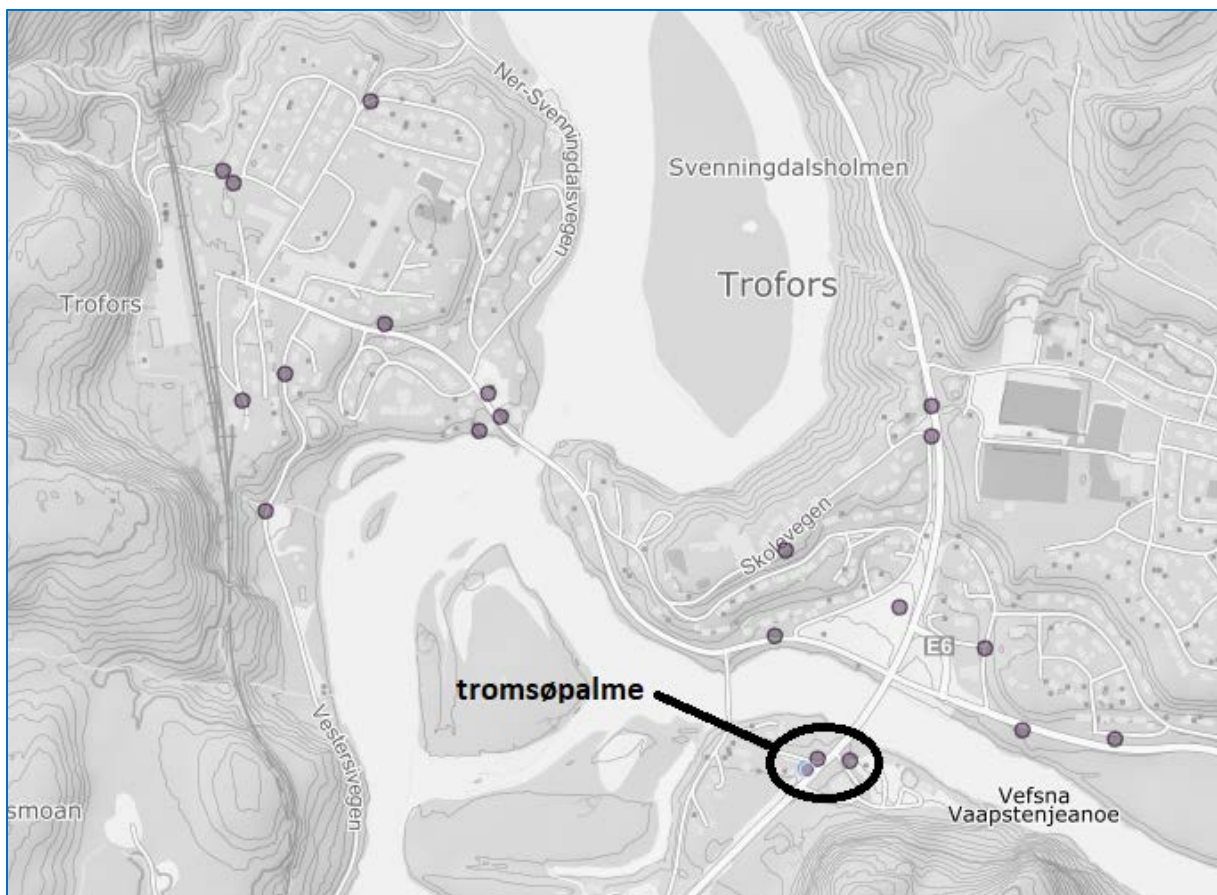 Ner-Svenningdalsvegen
Svenningdalsholmen
Trofors
Trofors
Skolevegen
E6
tromsøpalme
Vestersivegen
Vefsna
Vaapstenjeanoe
smoan